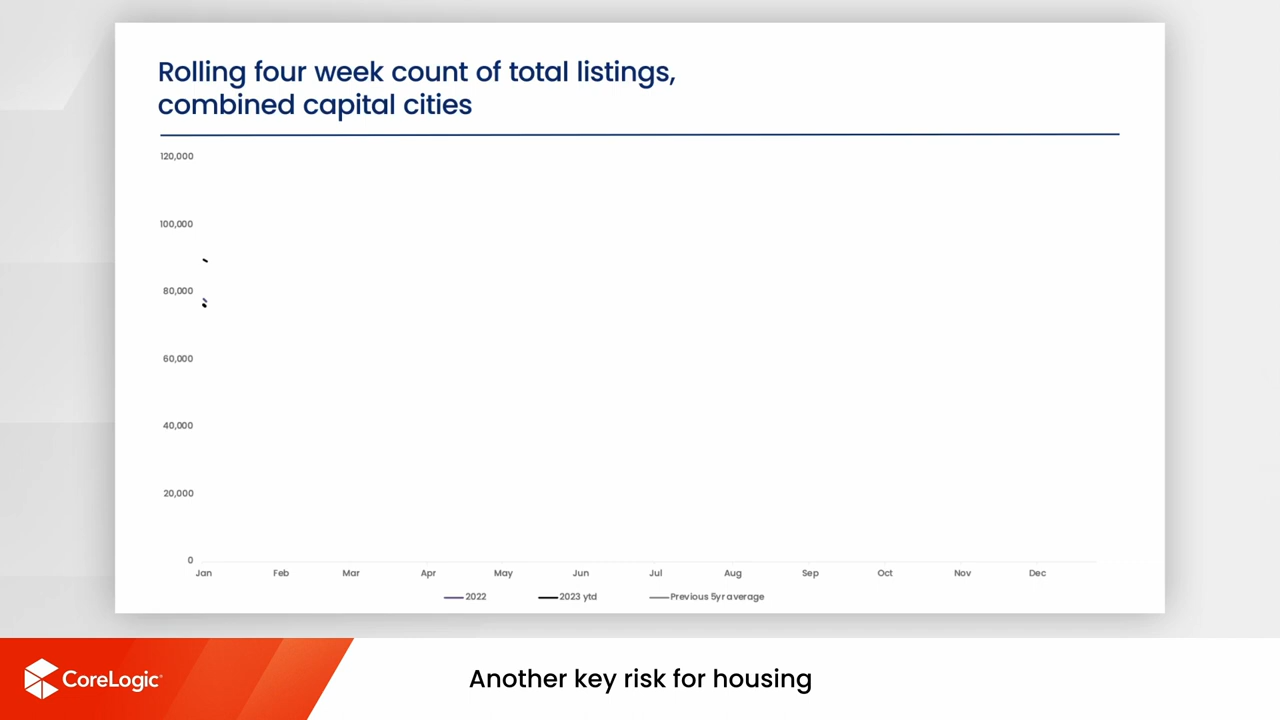 Rolling four week count of total listings,
combined capital cities
120,000
100,000
80,000
60,000
40,000
20,000
0
Jan Feb Mar Apr May Jun Jul Aug Sep Oct Nov Dec
2022 2023 ytd Previous 5yr average
CoreLogic
Another key risk for housing